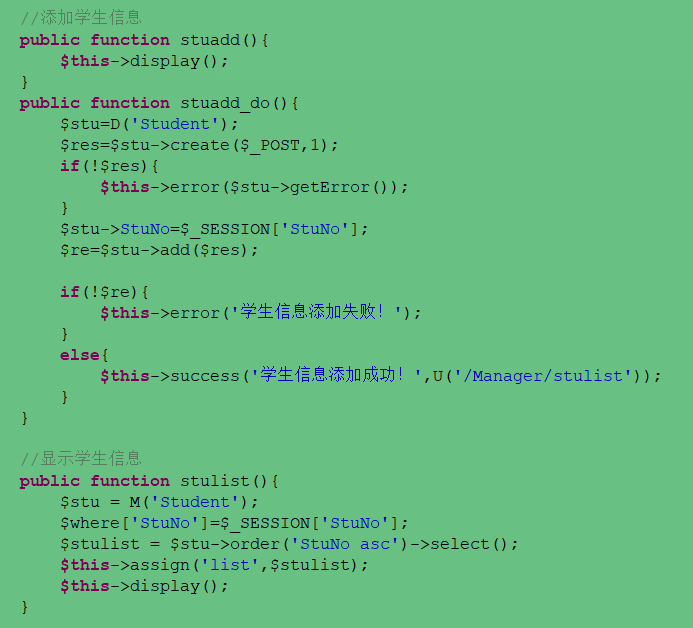 //添加学生信息
public function stuadd(){
    $this->display();
}
public function stuadd_do(){
    $stu=D('Student');
    $res=$stu->create($_POST,1);
    if(!$res){
        $this->error($stu->getError());
    }
    $stu->StuNo=$_SESSION['StuNo'];
    $re=$stu->add($res);

    if(!$re){
        $this->error('学生信息添加失败！');
    }
    else{
        $this->success('学生信息添加成功！',U('/Manager/stulist'));
    }
}

//显示学生信息
public function stulist(){
    $stu = M('Student');
    $where['StuNo']=$_SESSION['StuNo'];
    $stulist = $stu->order('StuNo asc')->select();
    $this->assign('list',$stulist);
    $this->display();
}